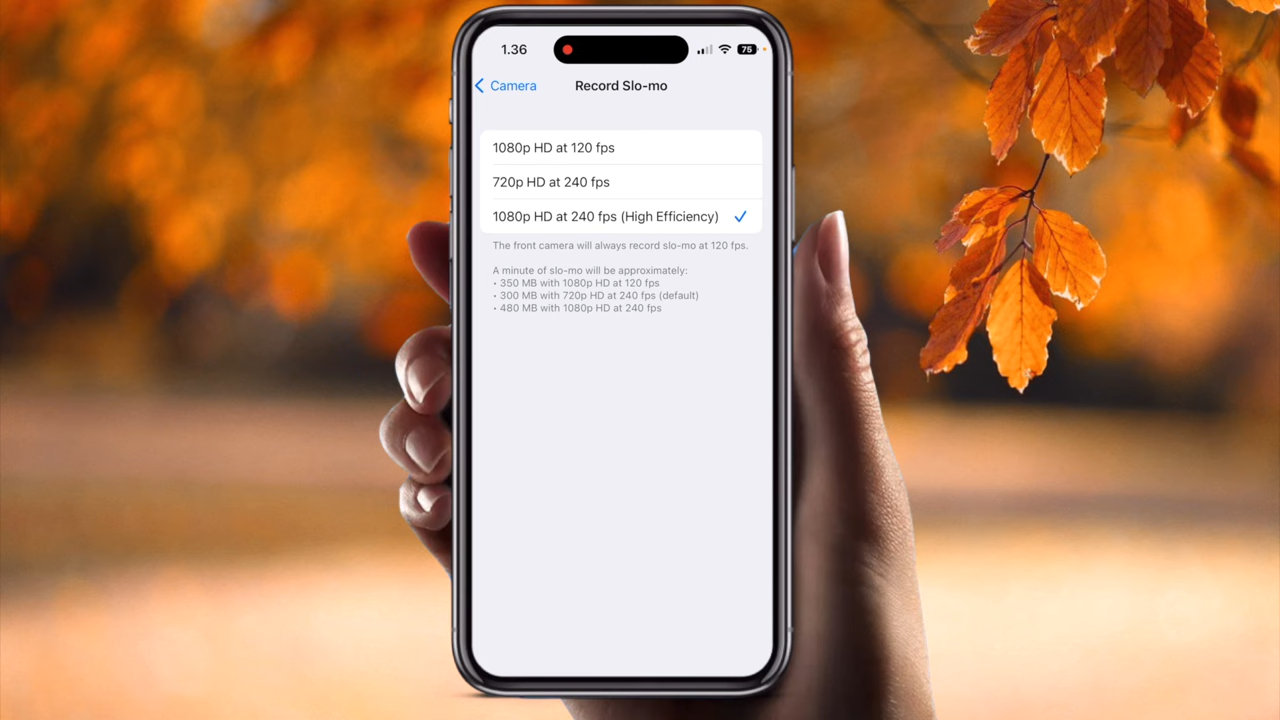 1.36
75
Camera
Record Slo-mo
1080p HD at 120 fps
720p HD at 240 fps
1080p HD at 240 fps (High Efficiency)
The front camera will always record slo-mo at 120 fps.
A minute of slo-mo will be approximately:
• 350 MB with 1080p HD at 120 fps
• 300 MB with 720p HD at 240 fps (default)
• 480 MB with 1080p HD at 240 fps